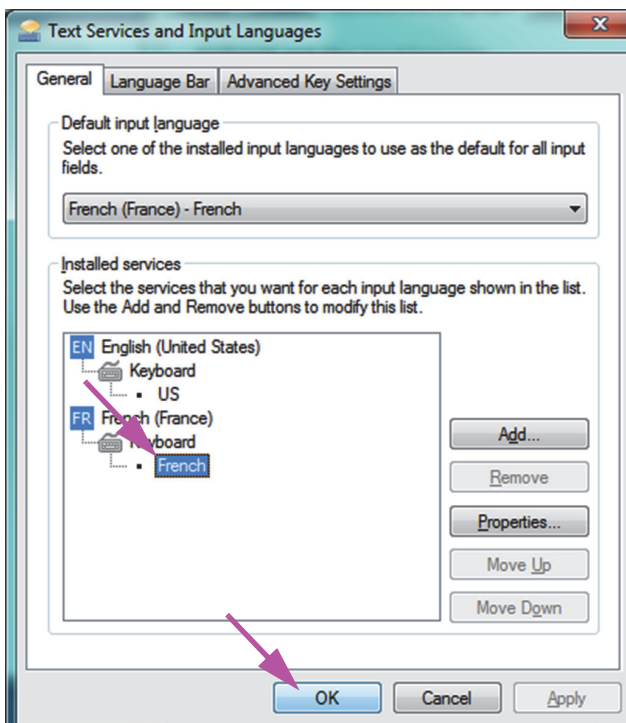 Text Services and Input Languages
General
Language Bar
Advanced Key Settings
Default input language
Select one of the installed input languages to use as the default for all input
fields.
French (France) - French
Installed services
Select the services that you want for each input language shown in the list.
Use the Add and Remove buttons to modify this list.
EN English (United States)
Keyboard
US
FR French (France)
Keyboard
French
Add...
Remove
Properties...
Move Up
Move Down
OK
Cancel
Apply